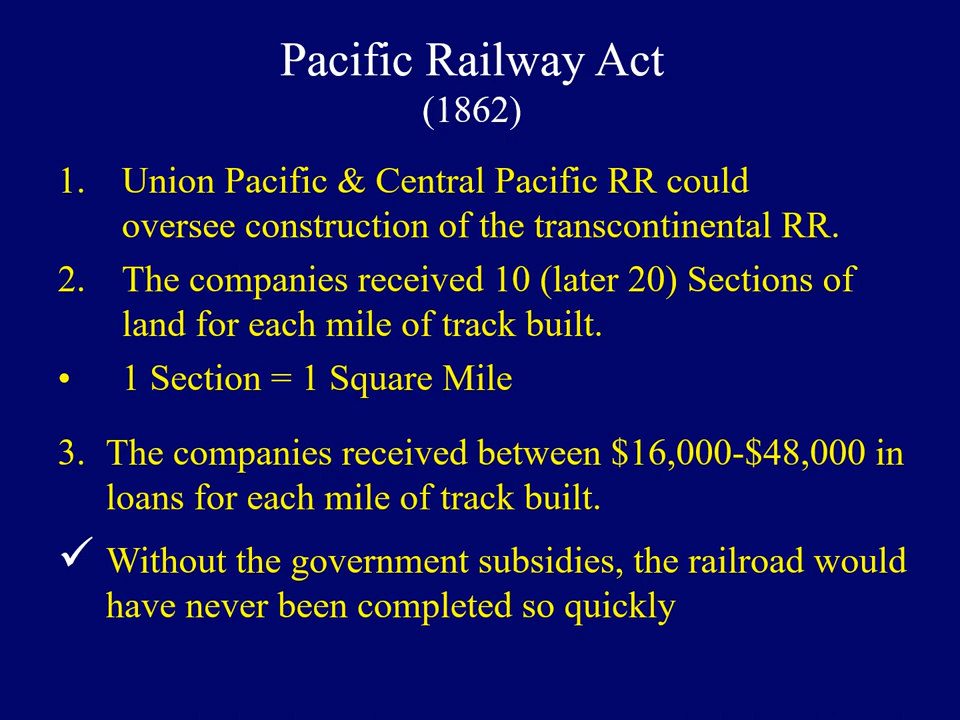 Pacific Railway Act
(1862)
1. Union Pacific & Central Pacific RR could
oversee construction of the transcontinental RR.
2. The companies received 10 (later 20) Sections of
land for each mile of track built.
• 1 Section = 1 Square Mile
3. The companies received between $16,000-$48,000 in
loans for each mile of track built.
✓ Without the government subsidies, the railroad would
have never been completed so quickly